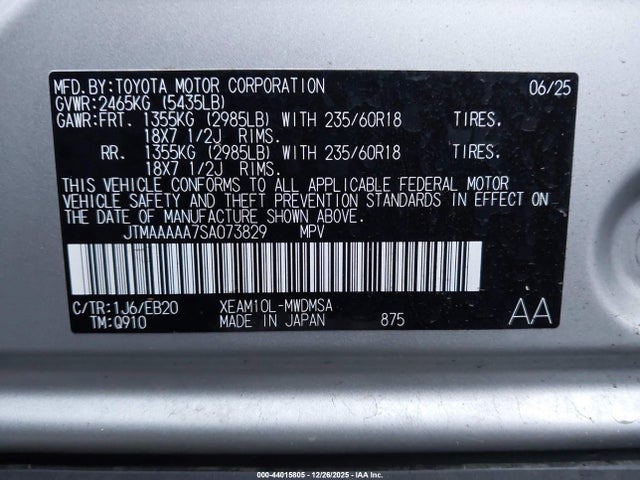 MFD.BY:TOYOTA MOTOR CORPORATION 06/25
GVWR:2465KG (5435LB)
GAWR:FRT. 1355KG (2985LB) WITH 235/60R18 TIRES.
18X7 1/2J RIMS.
RR. 1355KG (2985LB) WITH 235/60R18 TIRES.
18X7 1/2J RIMS.
THIS VEHICLE CONFORMS TO ALL APPLICABLE FEDERAL MOTOR
VEHICLE SAFETY AND THEFT PREVENTION STANDARDS IN EFFECT ON
THE DATE OF MANUFACTURE SHOWN ABOVE.
JTMAAAAA7SA073829 MPV
C/TR:1J6/EB20 XEAM10L-MWDMSA
TM:Q910 MADE IN JAPAN 875 AA
000-44015805 - 12/26/2025 - IAA Inc.